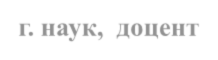 г. наук, доцент